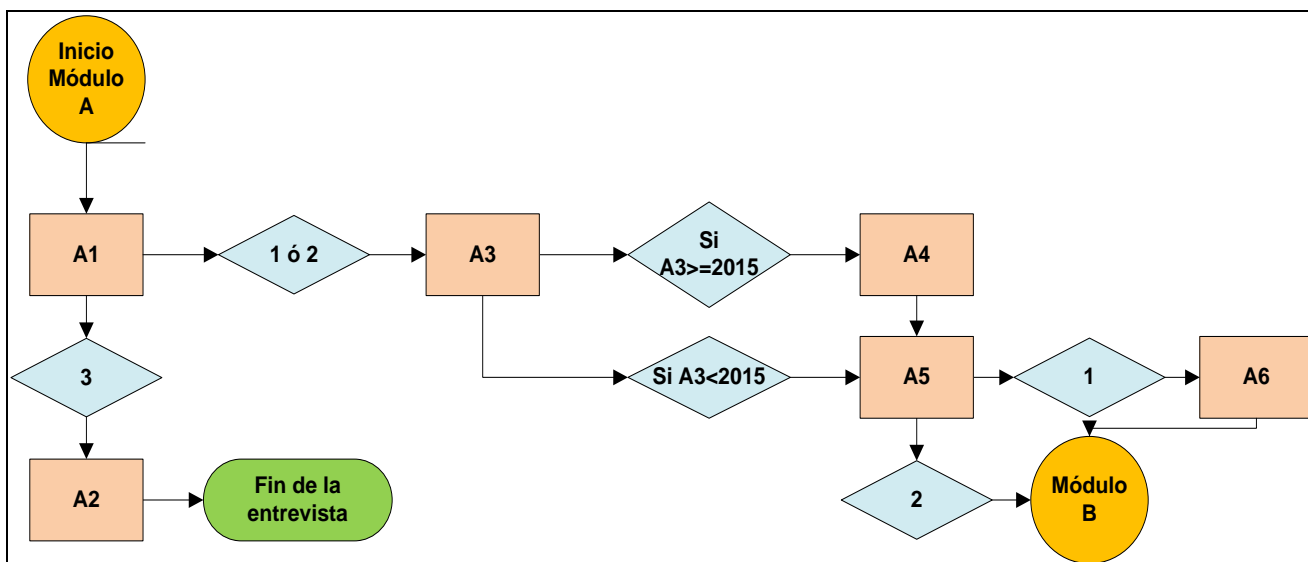 Inicio
Módulo
A
A1
1 ó 2
A3
Si
A3>=2015
A4
3
Si A3<2015
A5
1
A6
A2
Fin de la
entrevista
2
Módulo
B